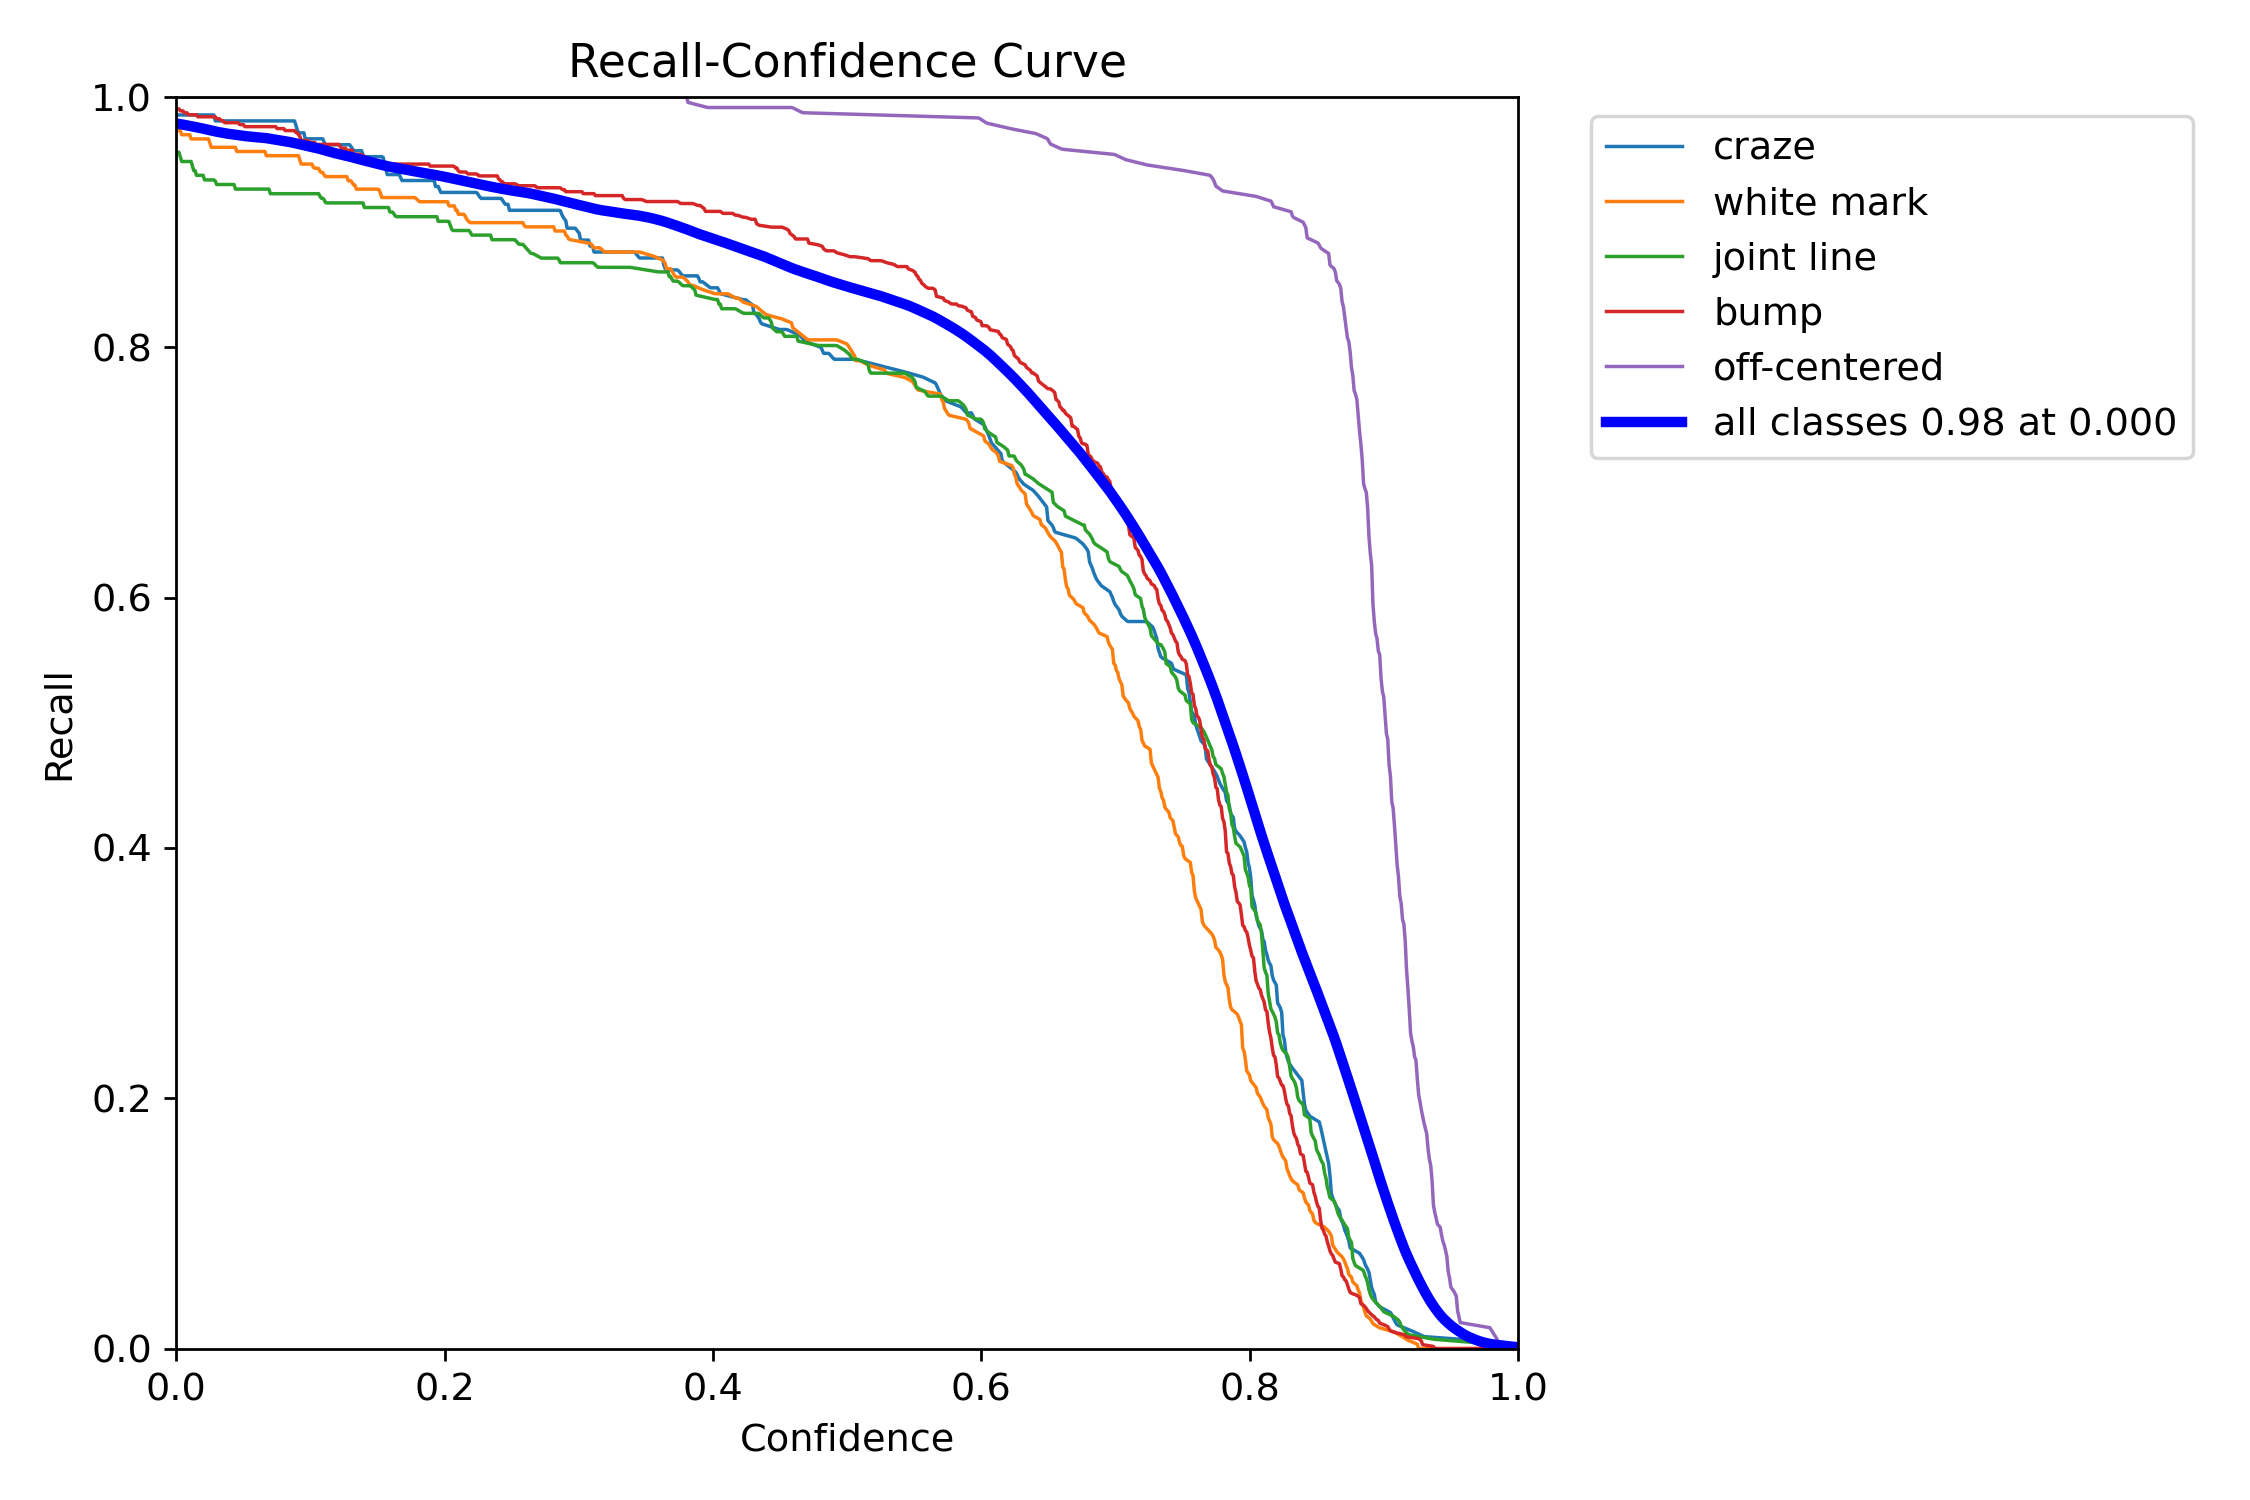 Recall-Confidence Curve
1.0
0.8
0.6
0.4
0.2
0.0
Recall
0.0 0.2 0.4 0.6 0.8 1.0
Confidence
craze
white mark
joint line
bump
off-centered
all classes 0.98 at 0.000